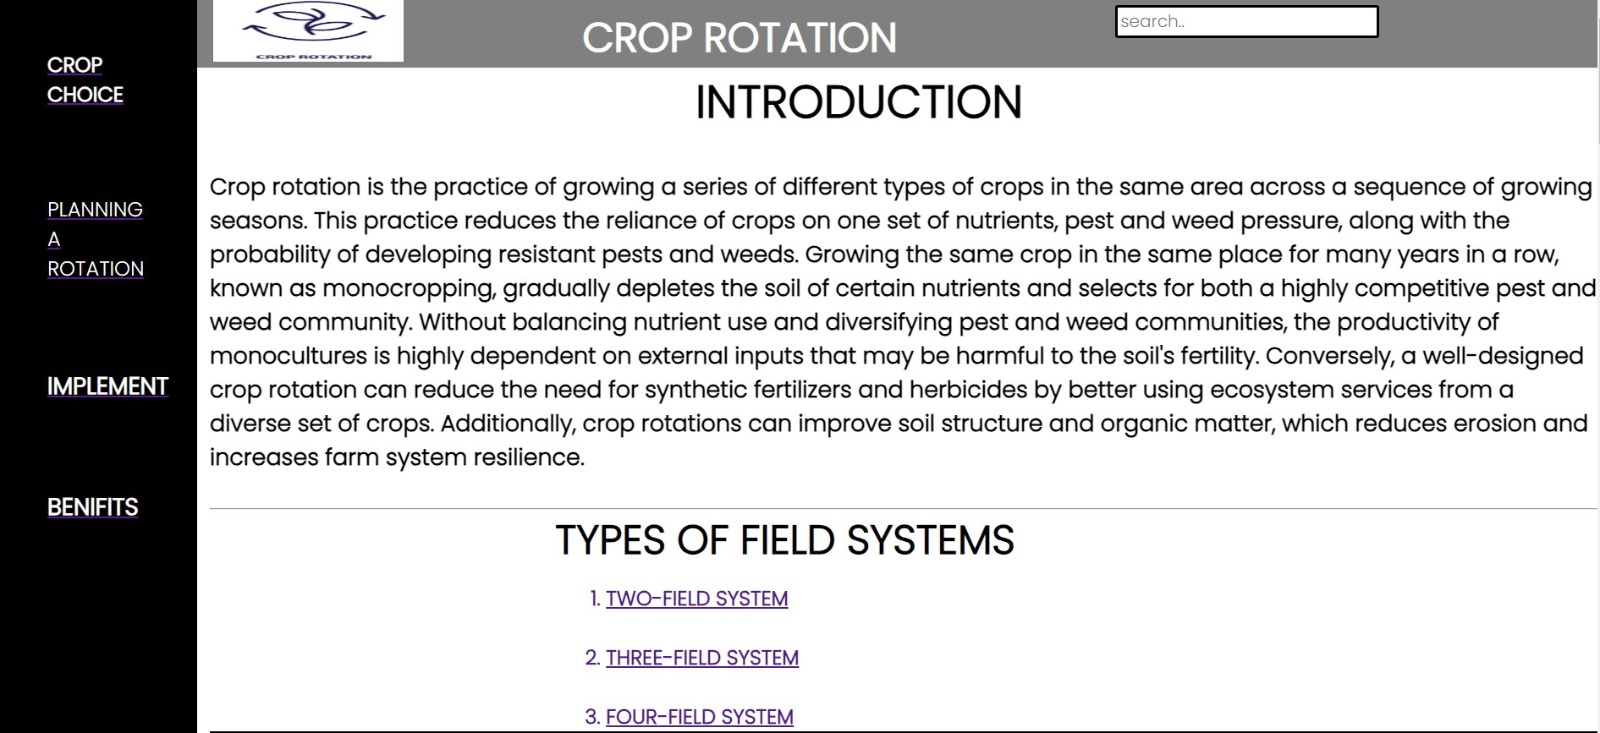 CROP ROTATION
CROP ROTATION
search..
CROP
CHOICE
PLANNING
A
ROTATION
IMPLEMENT
BENIFITS
INTRODUCTION
Crop rotation is the practice of growing a series of different types of crops in the same area across a sequence of growing
seasons. This practice reduces the reliance of crops on one set of nutrients, pest and weed pressure, along with the
probability of developing resistant pests and weeds. Growing the same crop in the same place for many years in a row,
known as monocropping, gradually depletes the soil of certain nutrients and selects for both a highly competitive pest and
weed community. Without balancing nutrient use and diversifying pest and weed communities, the productivity of
monocultures is highly dependent on external inputs that may be harmful to the soil's fertility. Conversely, a well-designed
crop rotation can reduce the need for synthetic fertilizers and herbicides by better using ecosystem services from a
diverse set of crops. Additionally, crop rotations can improve soil structure and organic matter, which reduces erosion and
increases farm system resilience.
TYPES OF FIELD SYSTEMS
1. TWO-FIELD SYSTEM
2. THREE-FIELD SYSTEM
3. FOUR-FIELD SYSTEM